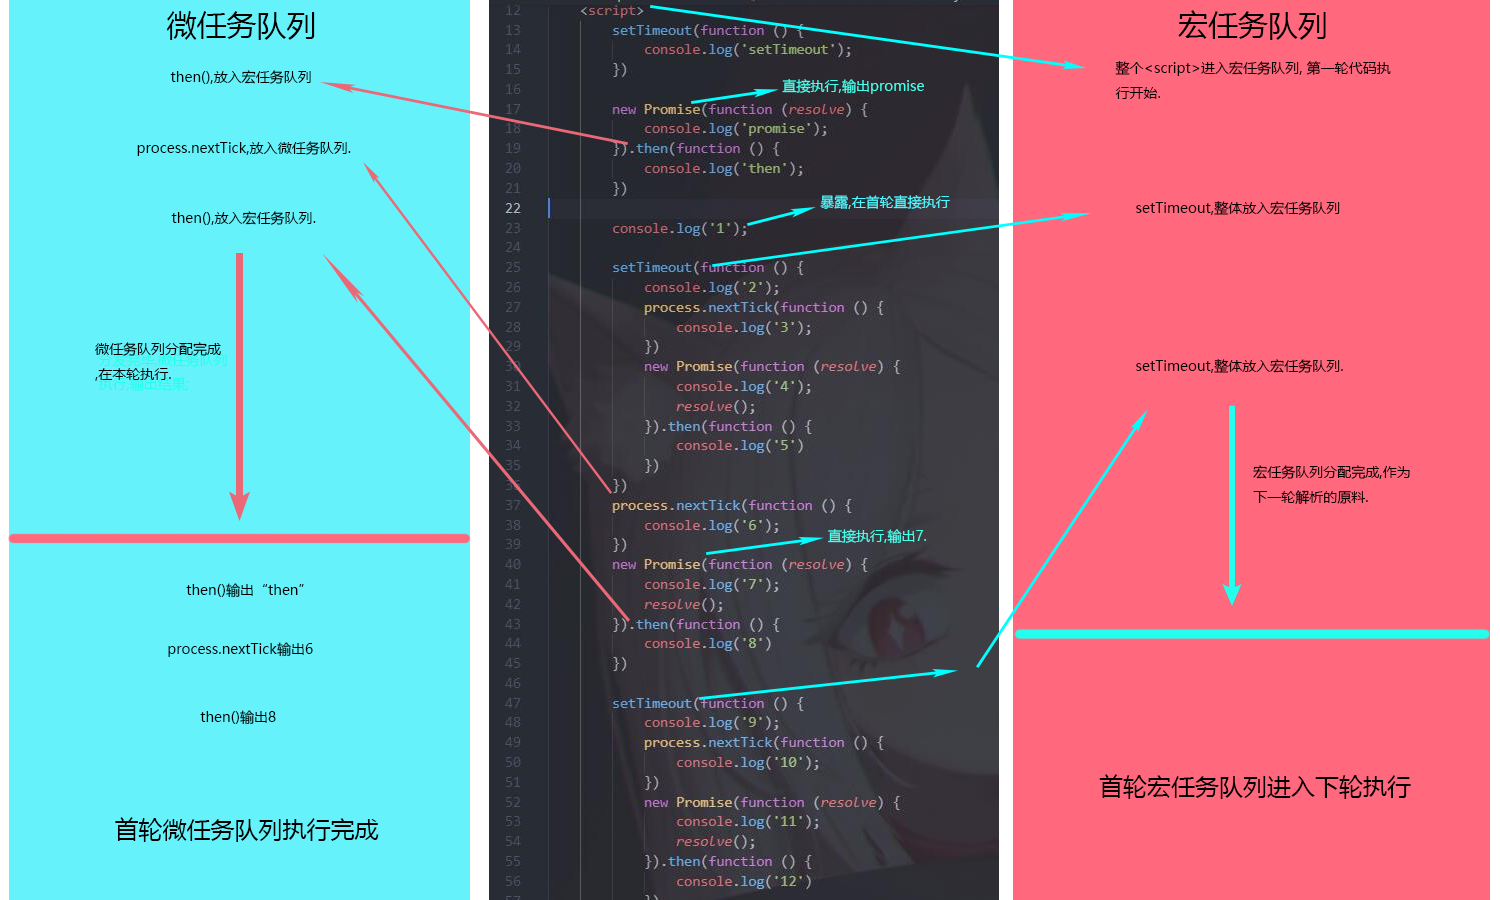 微任务队列
then(),放入宏任务队列
process.nextTick,放入微任务队列.
then(),放入宏任务队列.
微任务队列分配完成
,在本轮执行.
then()输出“then”
process.nextTick输出6
then()输出8
首轮微任务队列执行完成
12 <script>
13 setTimeout(function () {
14 console.log('setTimeout');
15 })
16
直接执行,输出promise
17 new Promise(function (resolve) {
18 console.log('promise');
19 }).then(function () {
20 console.log('then');
21 })
22
暴露,在首轮直接执行
23 console.log('1');
24
25 setTimeout(function () {
26 console.log('2');
27 process.nextTick(function () {
28 console.log('3');
29 })
30 new Promise(function (resolve) {
31 console.log('4');
32 resolve();
33 }).then(function () {
34 console.log('5')
35 })
36 })
37 process.nextTick(function () {
38 console.log('6');
39 })
直接执行,输出7.
40 new Promise(function (resolve) {
41 console.log('7');
42 resolve();
43 }).then(function () {
44 console.log('8')
45 })
46
47 setTimeout(function () {
48 console.log('9');
49 process.nextTick(function () {
50 console.log('10');
51 })
52 new Promise(function (resolve) {
53 console.log('11');
54 resolve();
55 }).then(function () {
56 console.log('12')
57 })
宏任务队列
整个<script>进入宏任务队列, 第一轮代码执
行开始.
setTimeout,整体放入宏任务队列
setTimeout,整体放入宏任务队列.
宏任务队列分配完成,作为
下一轮解析的原料.
首轮宏任务队列进入下轮执行